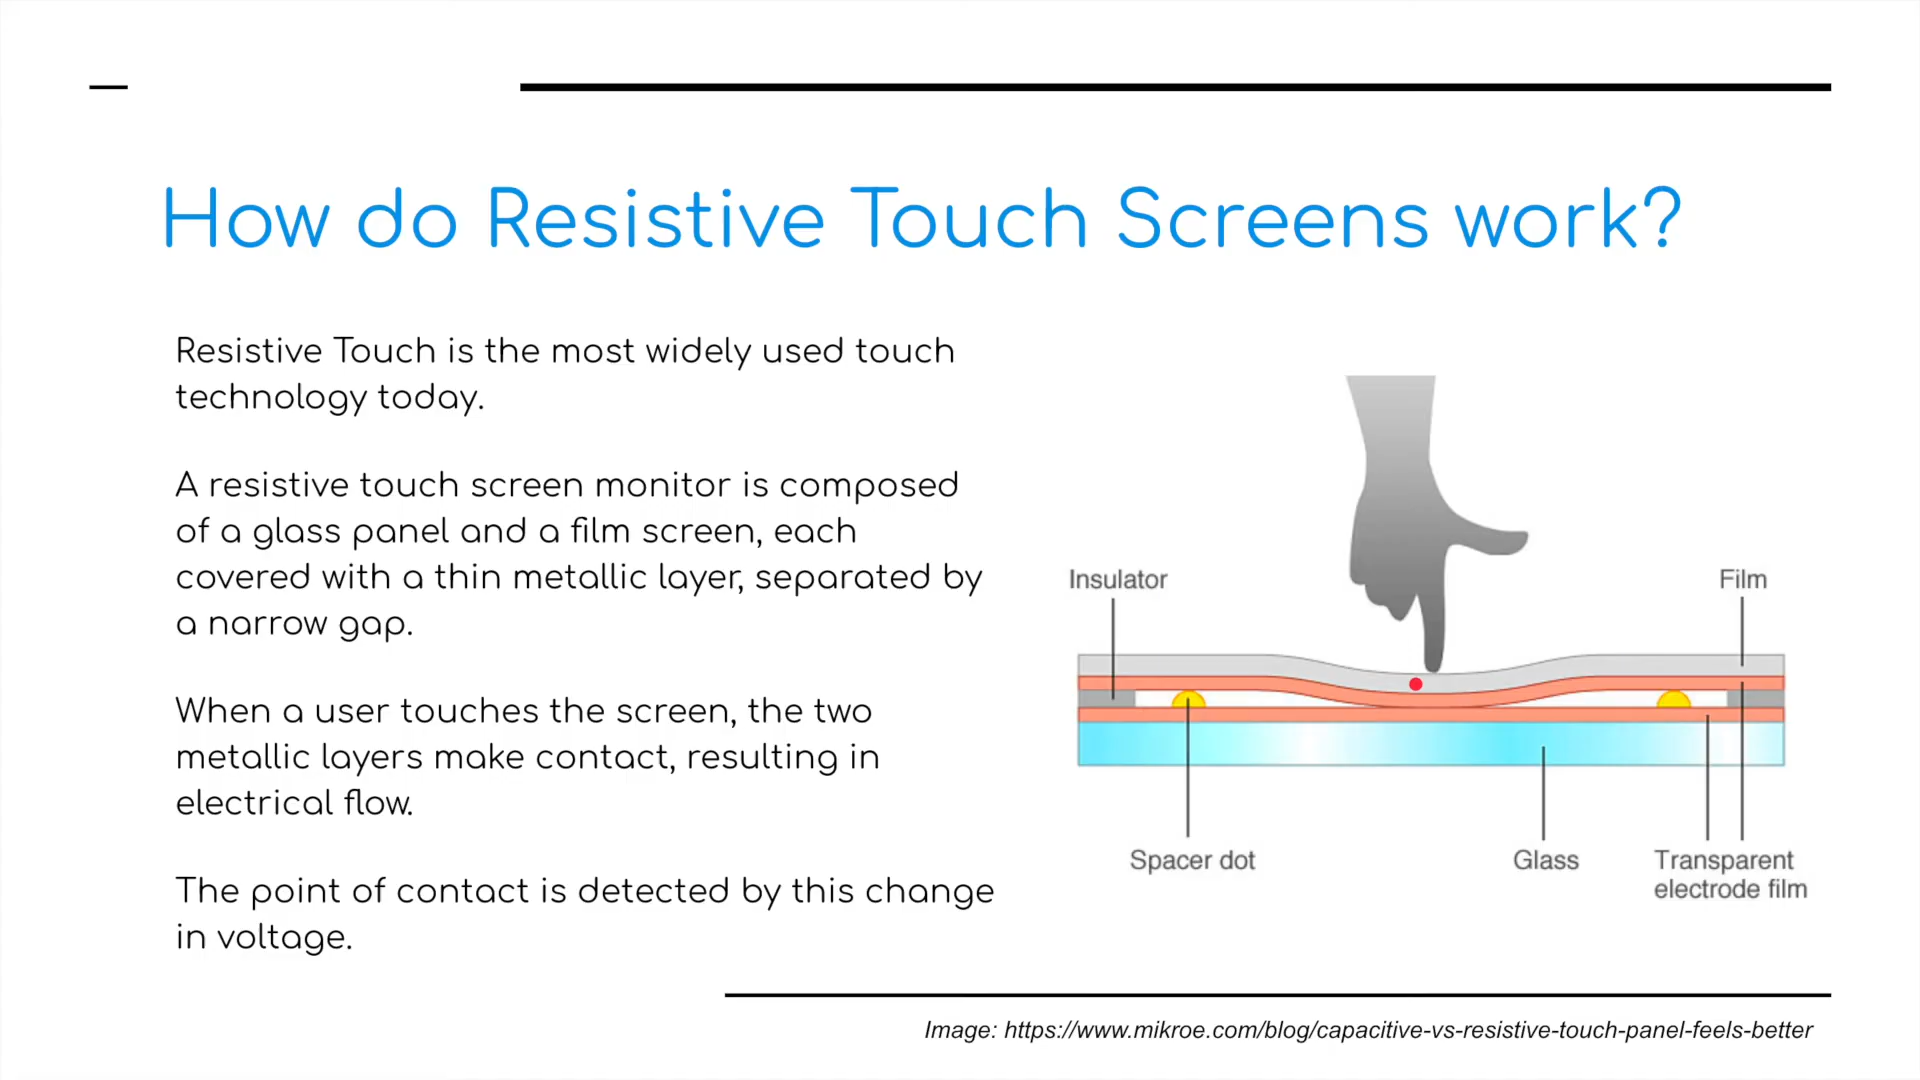 How do Resistive Touch Screens work?
Resistive Touch is the most widely used touch
technology today.
A resistive touch screen monitor is composed
of a glass panel and a film screen, each
covered with a thin metallic layer, separated by
a narrow gap.
When a user touches the screen, the two
metallic layers make contact, resulting in
electrical flow.
The point of contact is detected by this change
in voltage.
Insulator
Film
Spacer dot
Glass
Transparent
electrode film
Image: https://www.mikroe.com/blog/capacitive-vs-resistive-touch-panel-feels-better